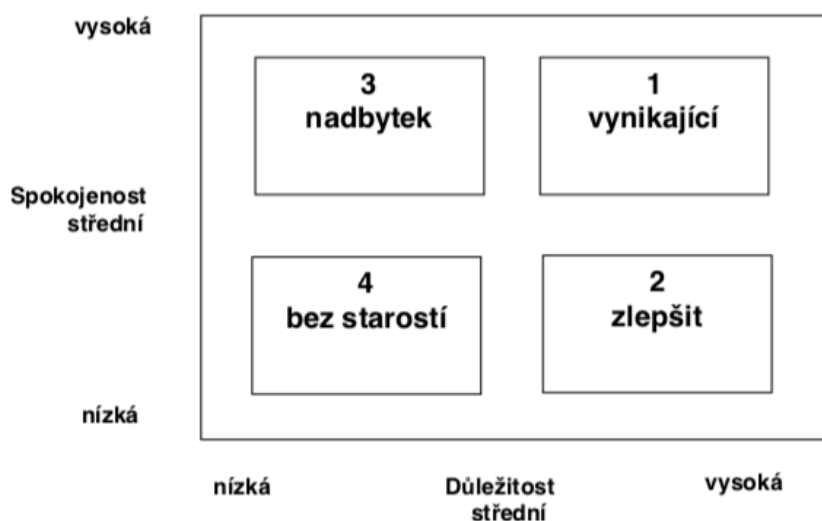 vysoká
3
nadbytek
1
vynikající
Spokojenost
střední
4
bez starostí
2
zlepšit
nízká
nízká
Důležitost
střední
vysoká